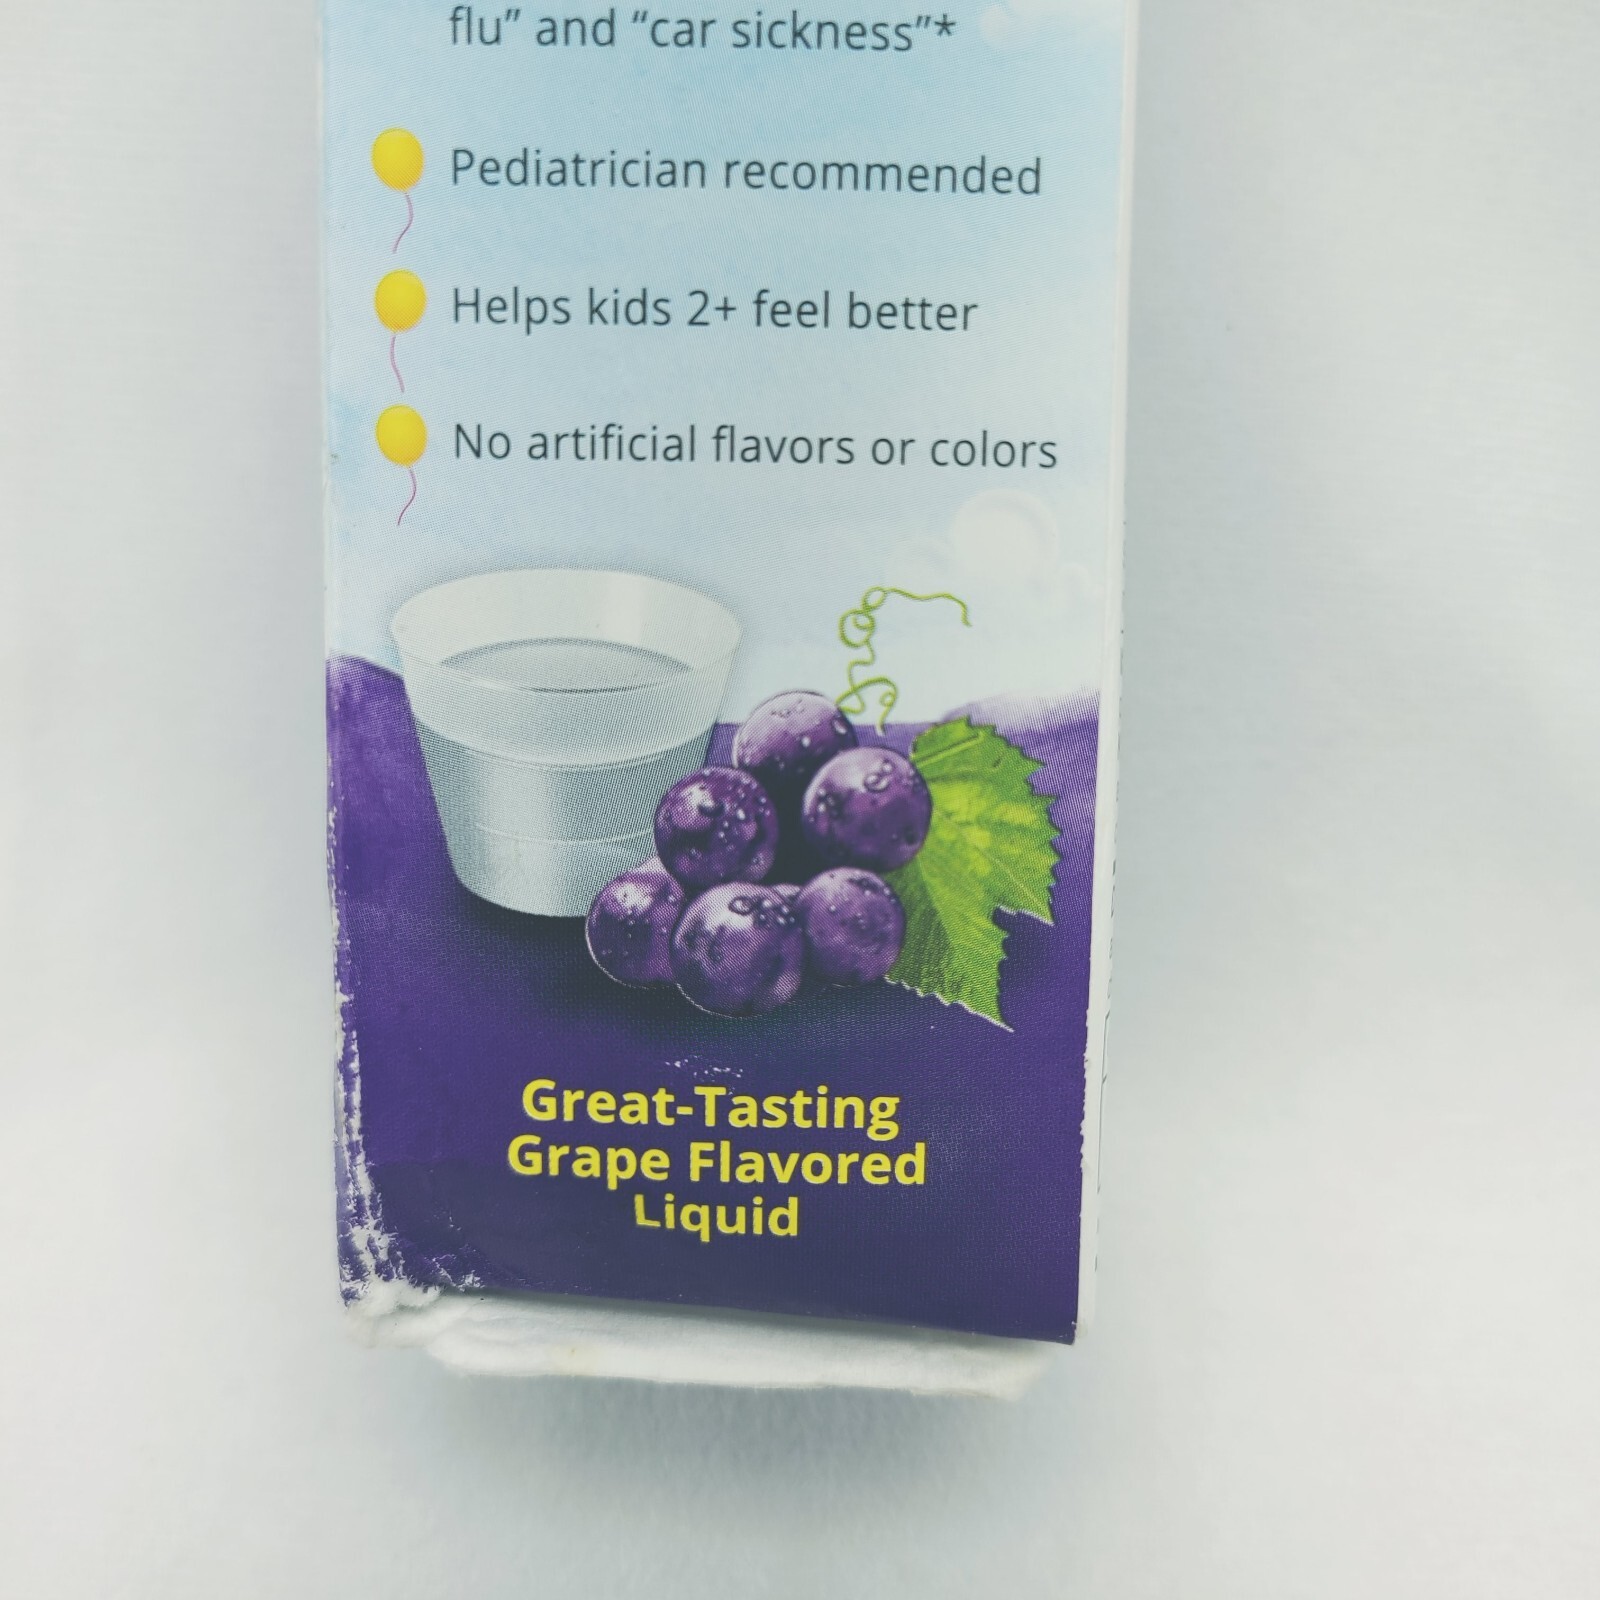 flu” and “car sickness”*
Pediatrician recommended
Helps kids 2+ feel better
No artificial flavors or colors
Great-Tasting
Grape Flavored
Liquid